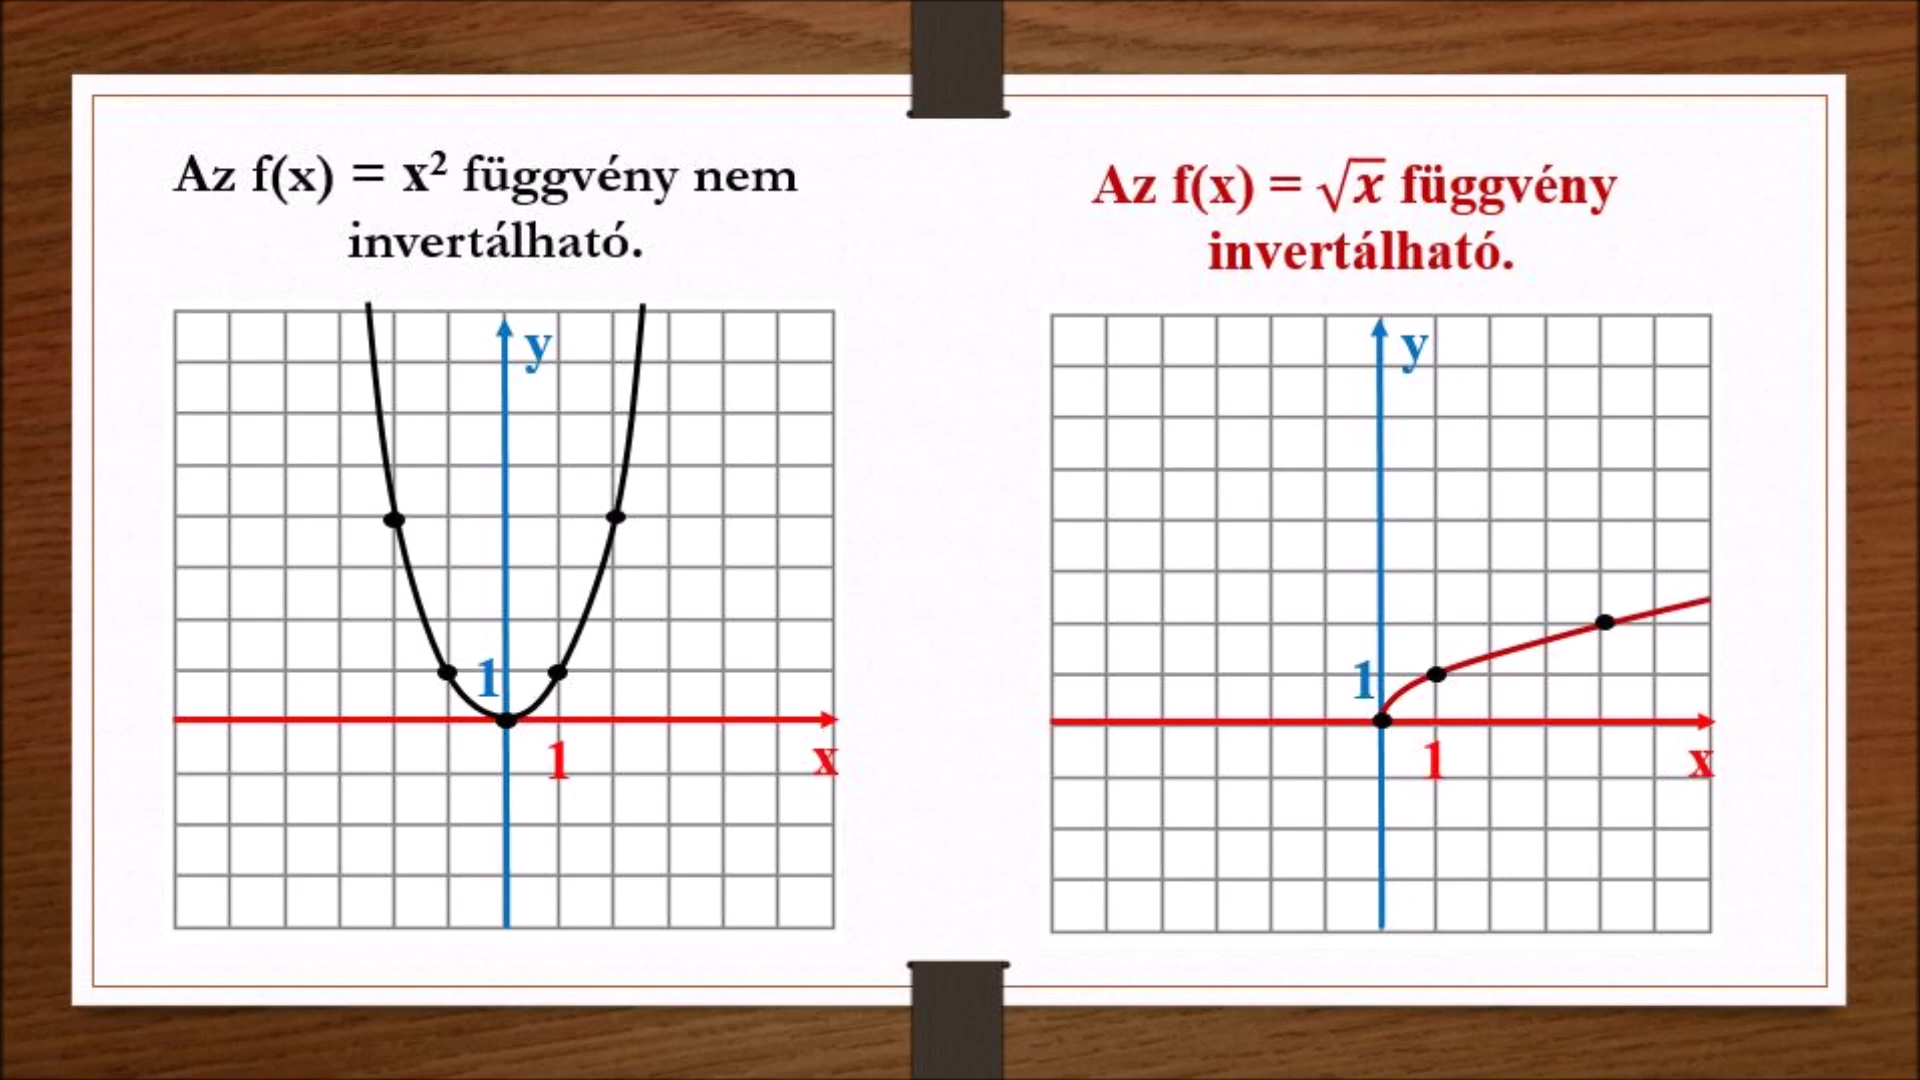 Az f(x) = x² függvény nem
invertálható.
y
1
1
x
Az f(x) = √x függvény
invertálható.
y
1
1
x